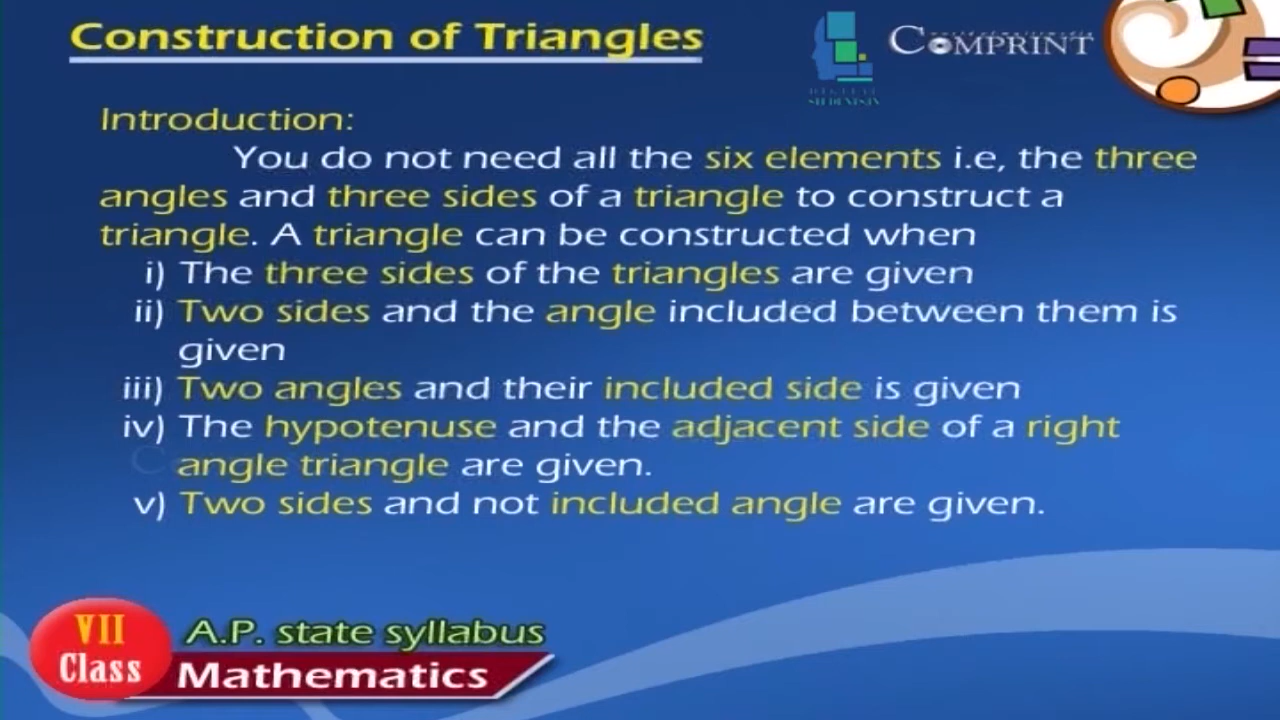 Construction of Triangles
COMPRINT
Introduction:
You do not need all the six elements i.e, the three
angles and three sides of a triangle to construct a
triangle. A triangle can be constructed when
i) The three sides of the triangles are given
ii) Two sides and the angle included between them is
given
iii) Two angles and their included side is given
iv) The hypotenuse and the adjacent side of a right
angle triangle are given.
v) Two sides and not included angle are given.
VII
Class
A.P. state syllabus
Mathematics